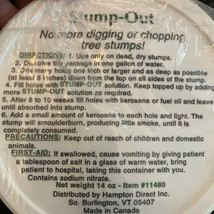 Stump-Out
No more digging or chopping
tree stumps!
DIRECTIONS: 1. Use only on dead, dry stumps.
2. Dissolve dry package in one gallon of water.
3. Drill many holes one inch or larger and as deep as possible
(at least 8 inches) down from the top or on all sides of the stump.
4. Fill holes with STUMP-OUT solution. Keep topped up by adding
more STUMP-OUT solution as required.
5. After 8 to 10 weeks fill holes with kerosene or fuel oil and leave
until absorbed into stump.
6. Add a small amount of kerosene to each hole and light. The
stump will smoulder burn, producing little smoke, until it is
completely consumed.
PRECAUTIONS: Keep out of reach of children and domestic
animals.
FIRST-AID: If swallowed, cause vomiting by giving patient
a tablespoon of salt in a glass of warm water, bring
patient to hospital, taking this container with you.
Contains sodium nitrate.
Net weight 14 oz - item #11480
Distributed by Hampton Direct Inc.
So Burlington, VT 05407
Made in Canada